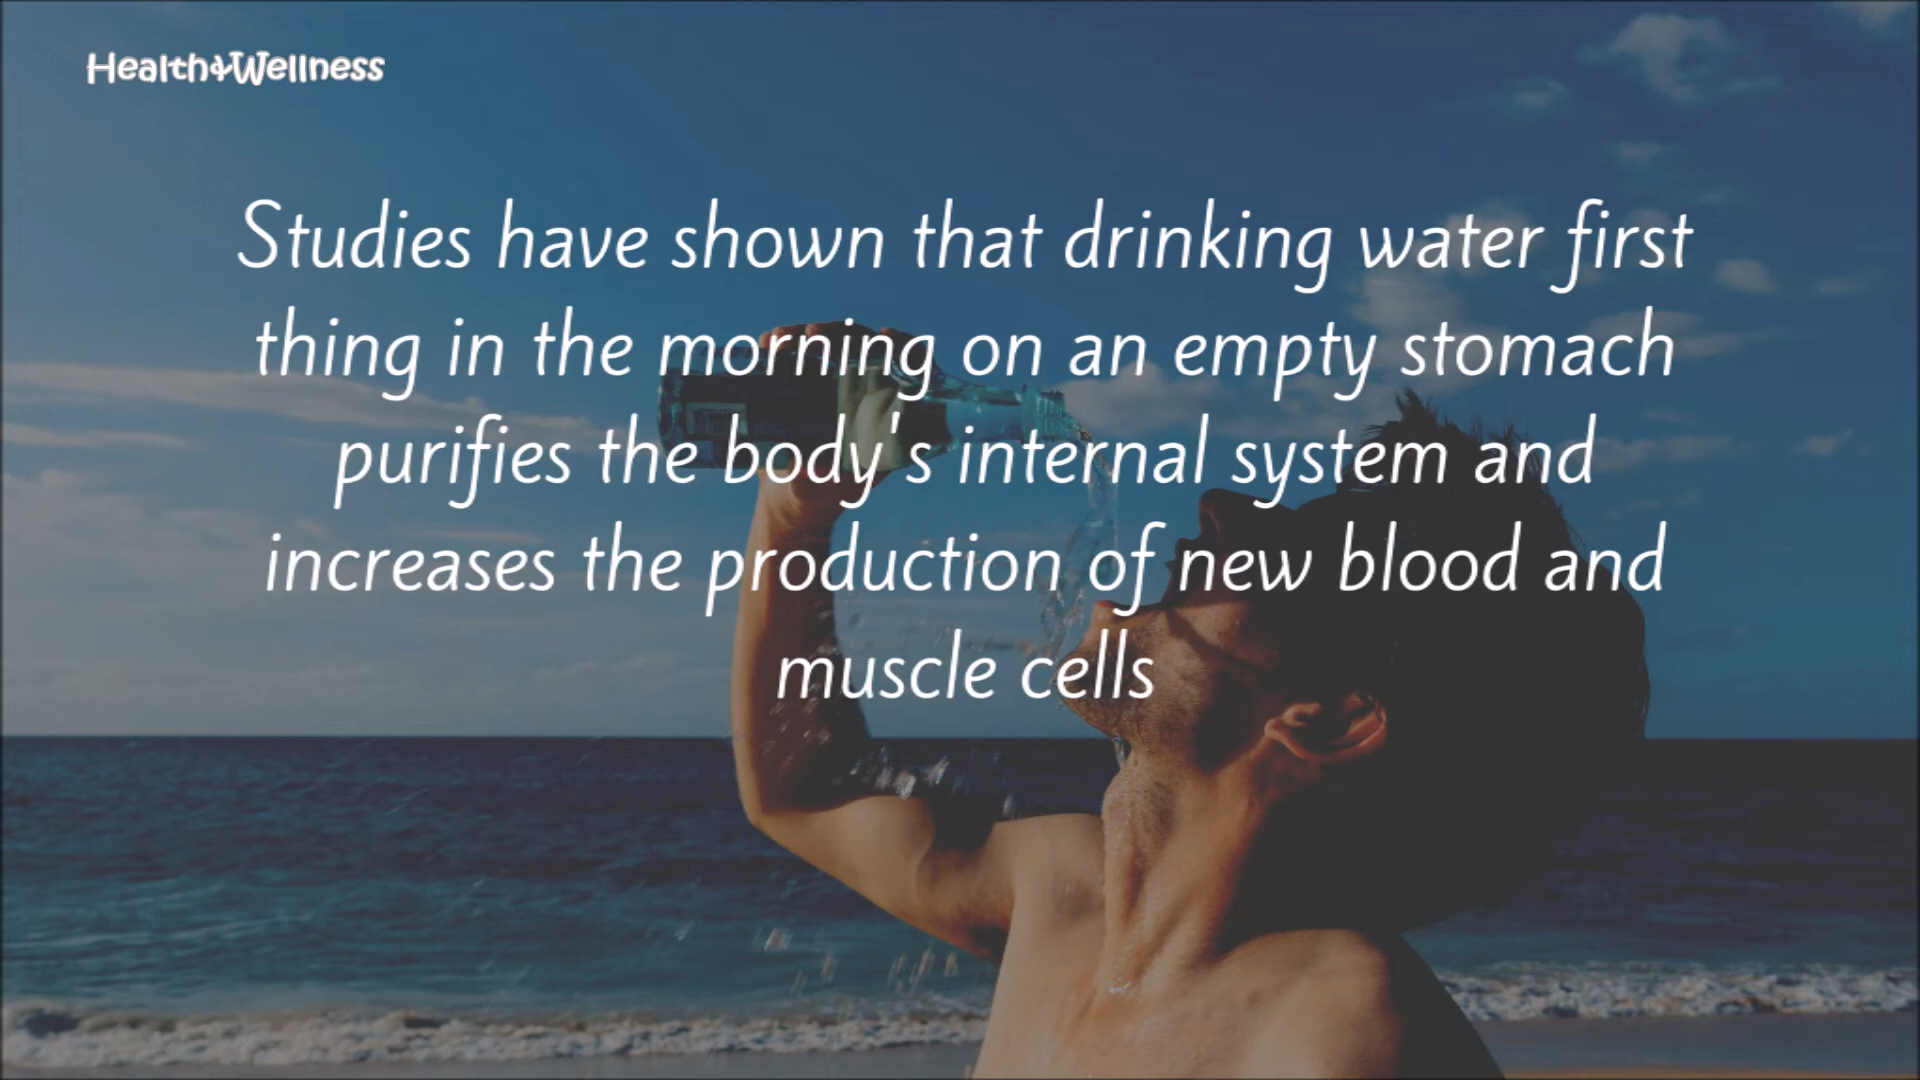 Health&Wellness
Studies have shown that drinking water first
thing in the morning on an empty stomach
purifies the body's internal system and
increases the production of new blood and
muscle cells